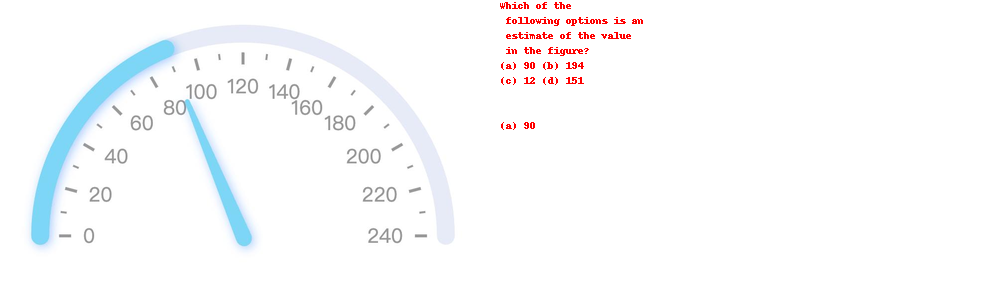 0
20
40
60
80
100
120
140
160
180
200
220
240
Which of the
following options is an
estimate of the value
in the figure?
(a) 90 (b) 194
(c) 12 (d) 151
(a) 90